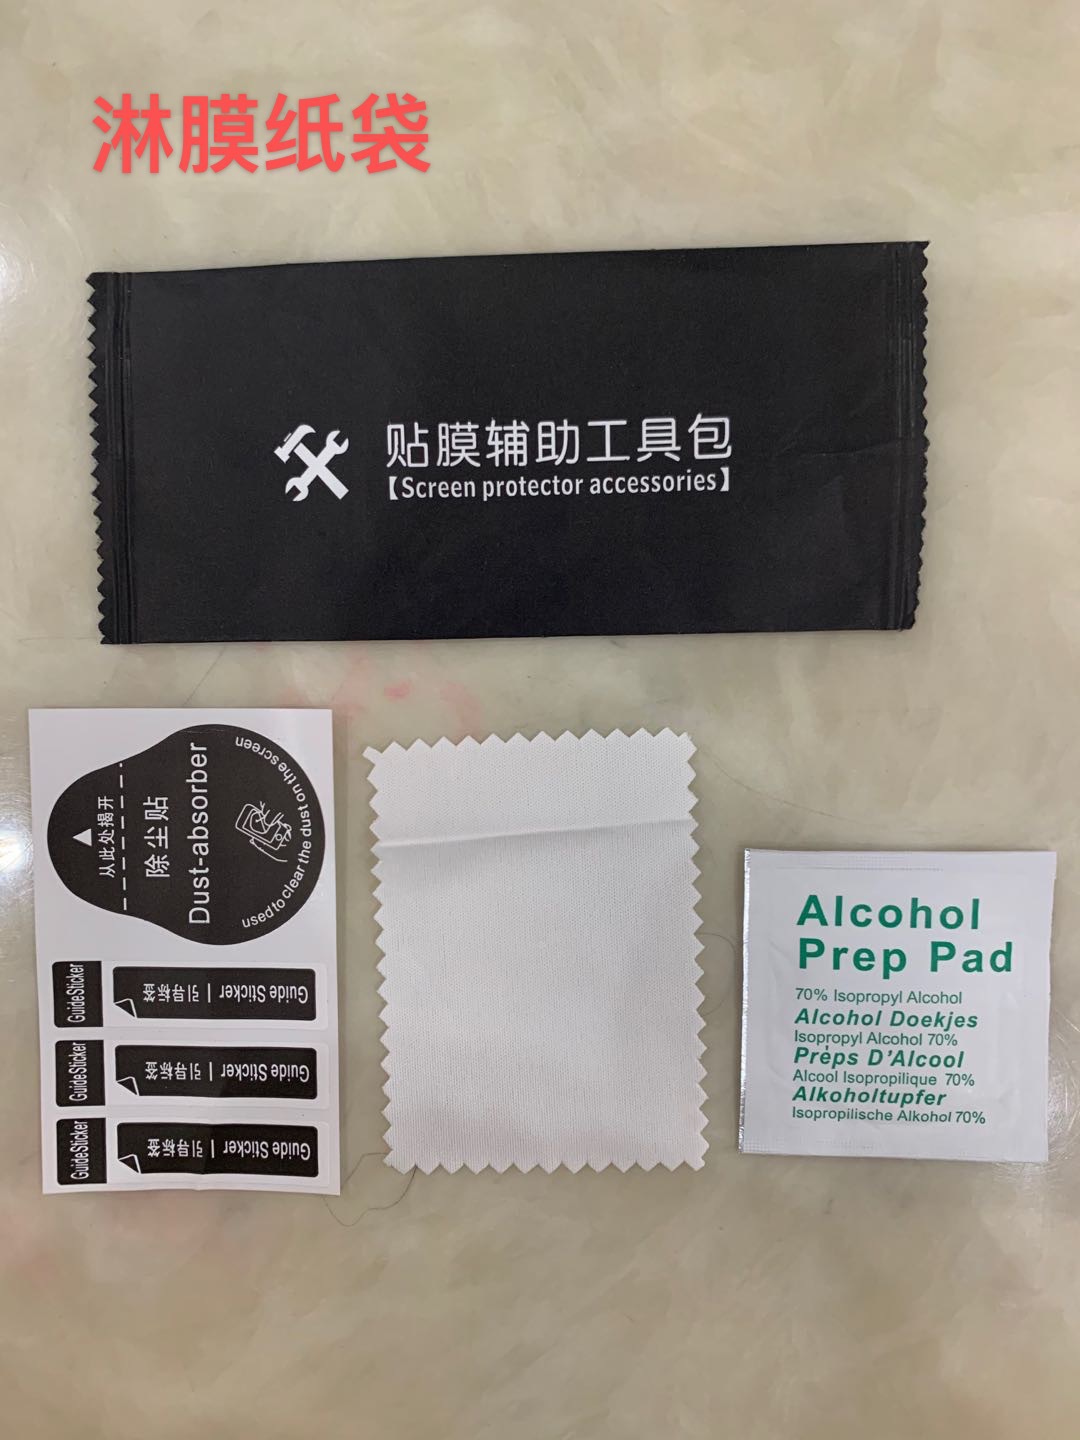 淋膜纸袋
贴膜辅助工具包
【Screen protector accessories】
从此处揭开
除尘贴
Dust-absorber
used to clear the dust on the screen
GuideSticker
引导标签 | Guide Sticker
GuideSticker
引导标签 | Guide Sticker
GuideSticker
引导标签 | Guide Sticker
Alcohol
Prep Pad
70% Isopropyl Alcohol
Alcohol Doekjes
Isopropyl Alcohol 70%
Prèps D'Alcool
Alcool Isopropilique 70%
Alkoholtupfer
Isopropilische Alkohol 70%